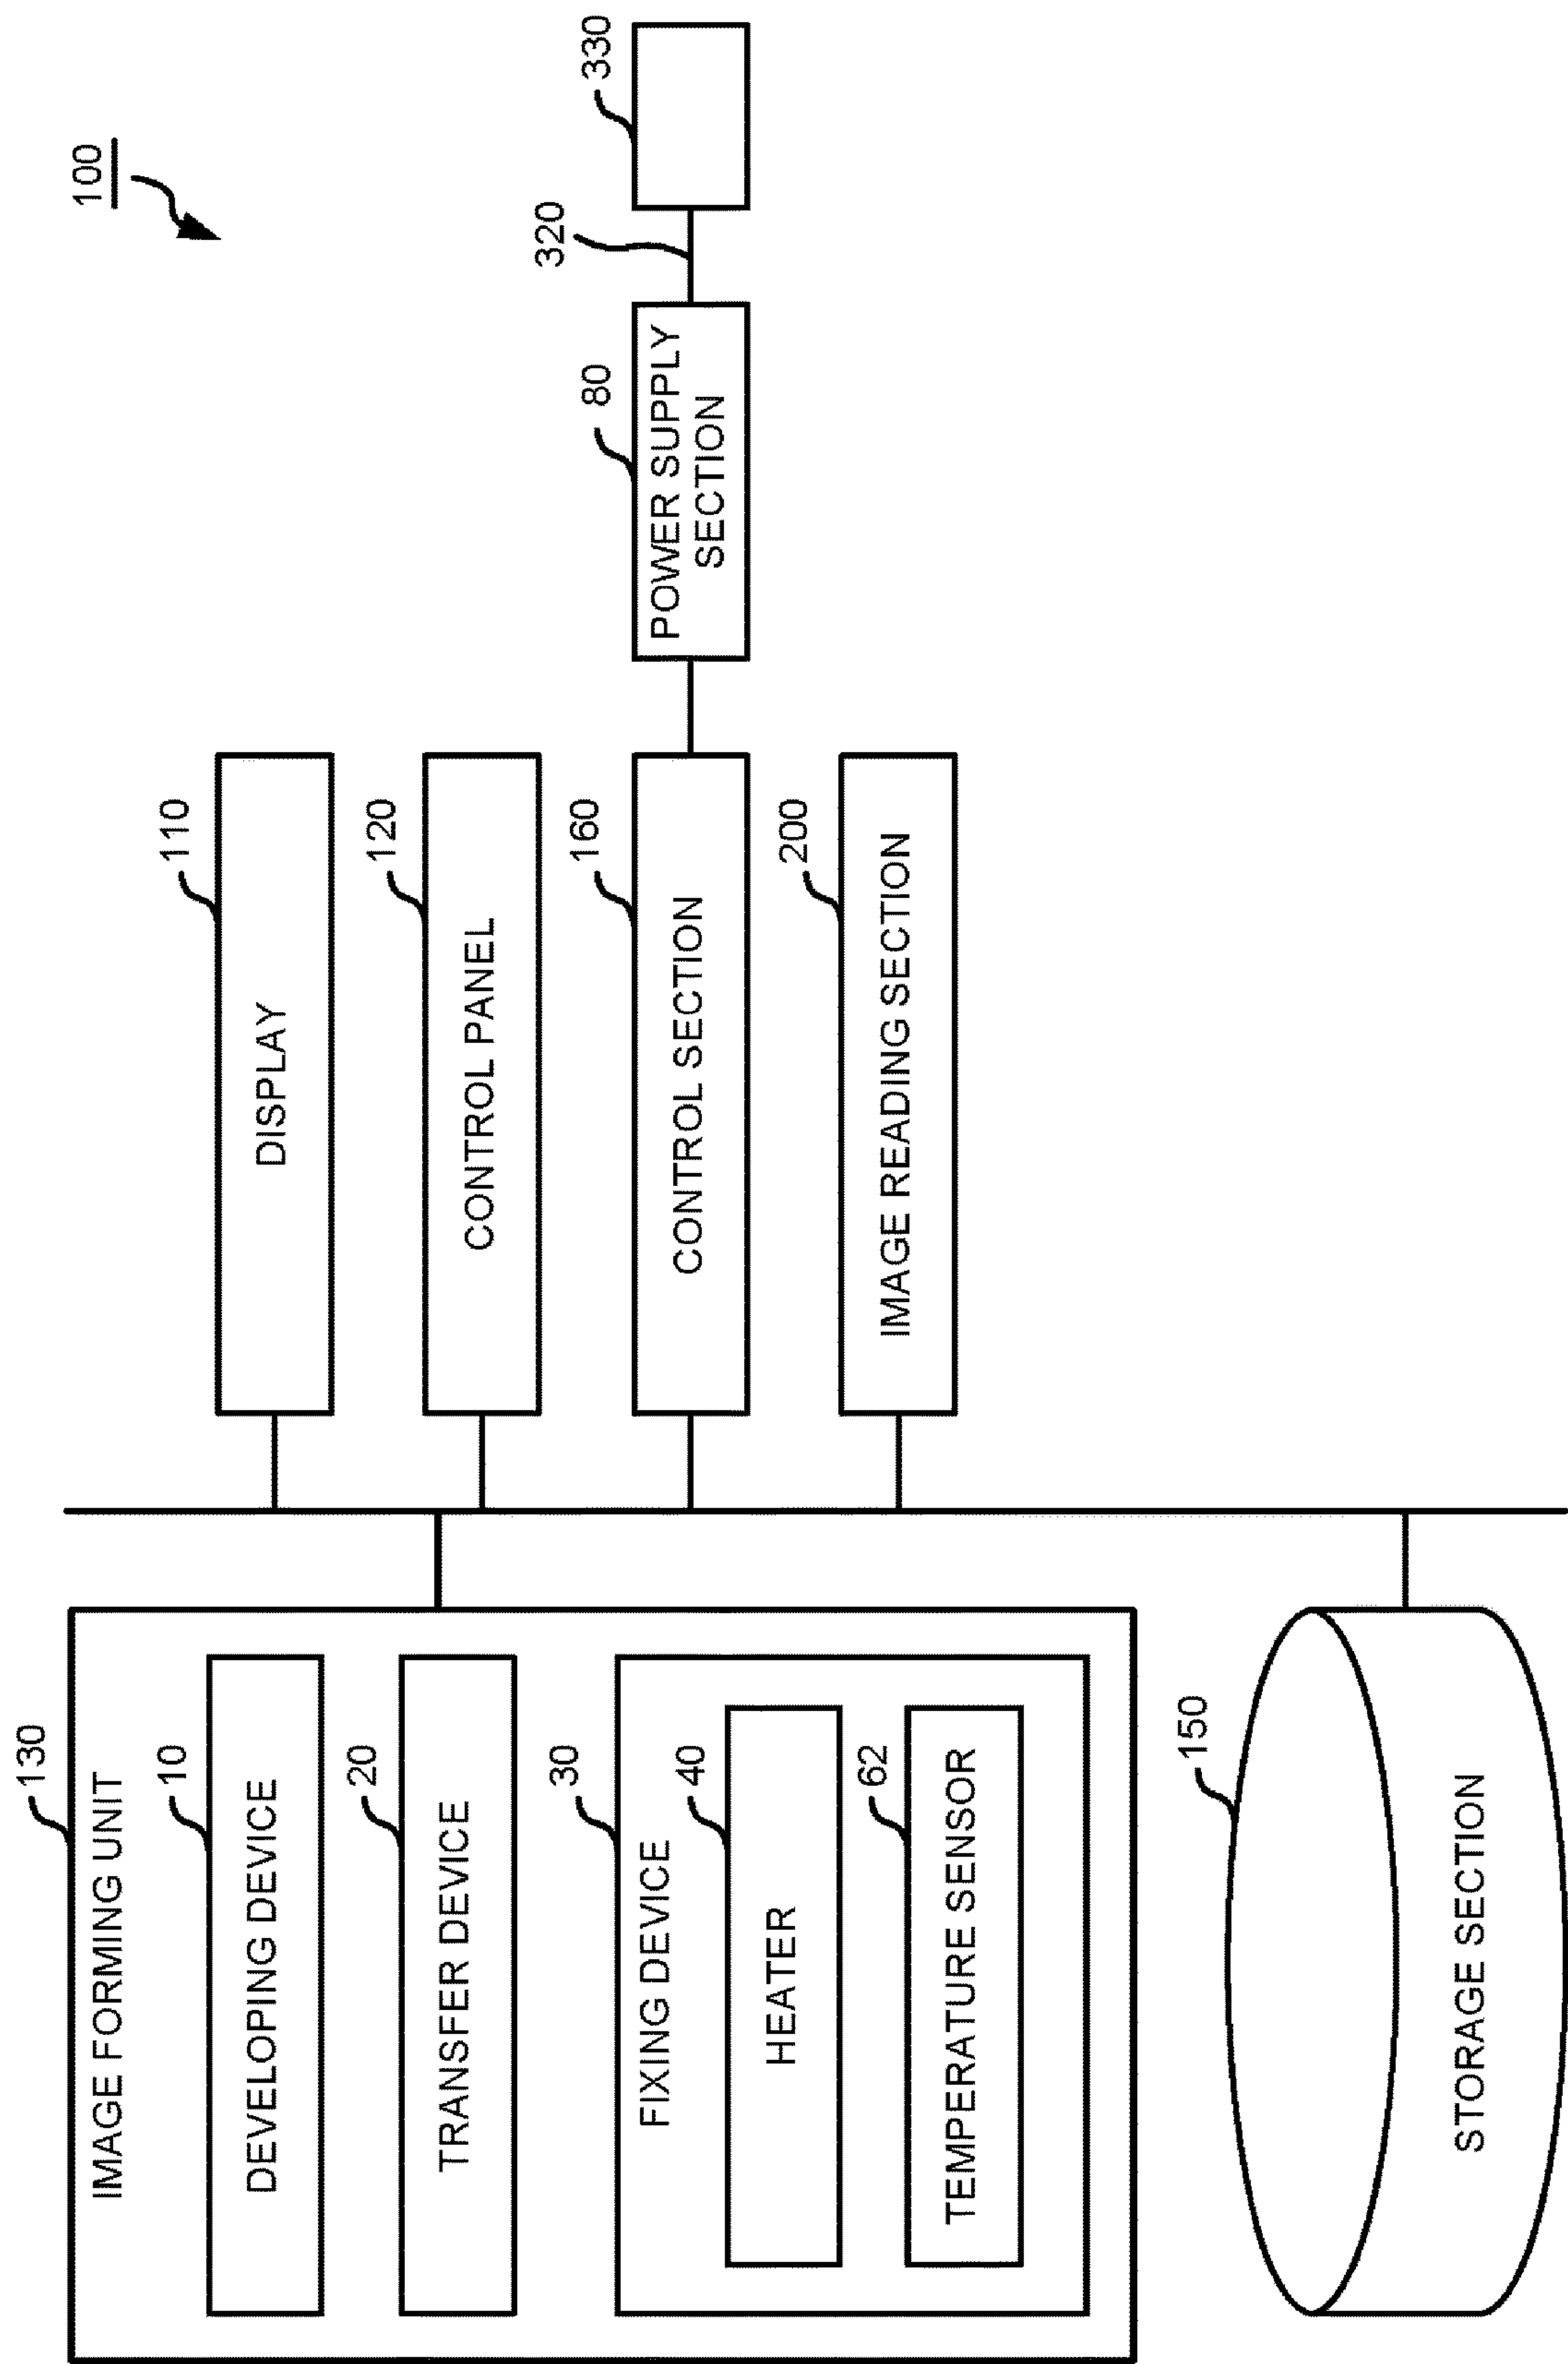 100
130
IMAGE FORMING UNIT
10
DEVELOPING DEVICE
20
TRANSFER DEVICE
30
FIXING DEVICE
40
HEATER
62
TEMPERATURE SENSOR
150
STORAGE SECTION
110
DISPLAY
120
CONTROL PANEL
160
CONTROL SECTION
200
IMAGE READING SECTION
80
POWER SUPPLY
SECTION
320
330